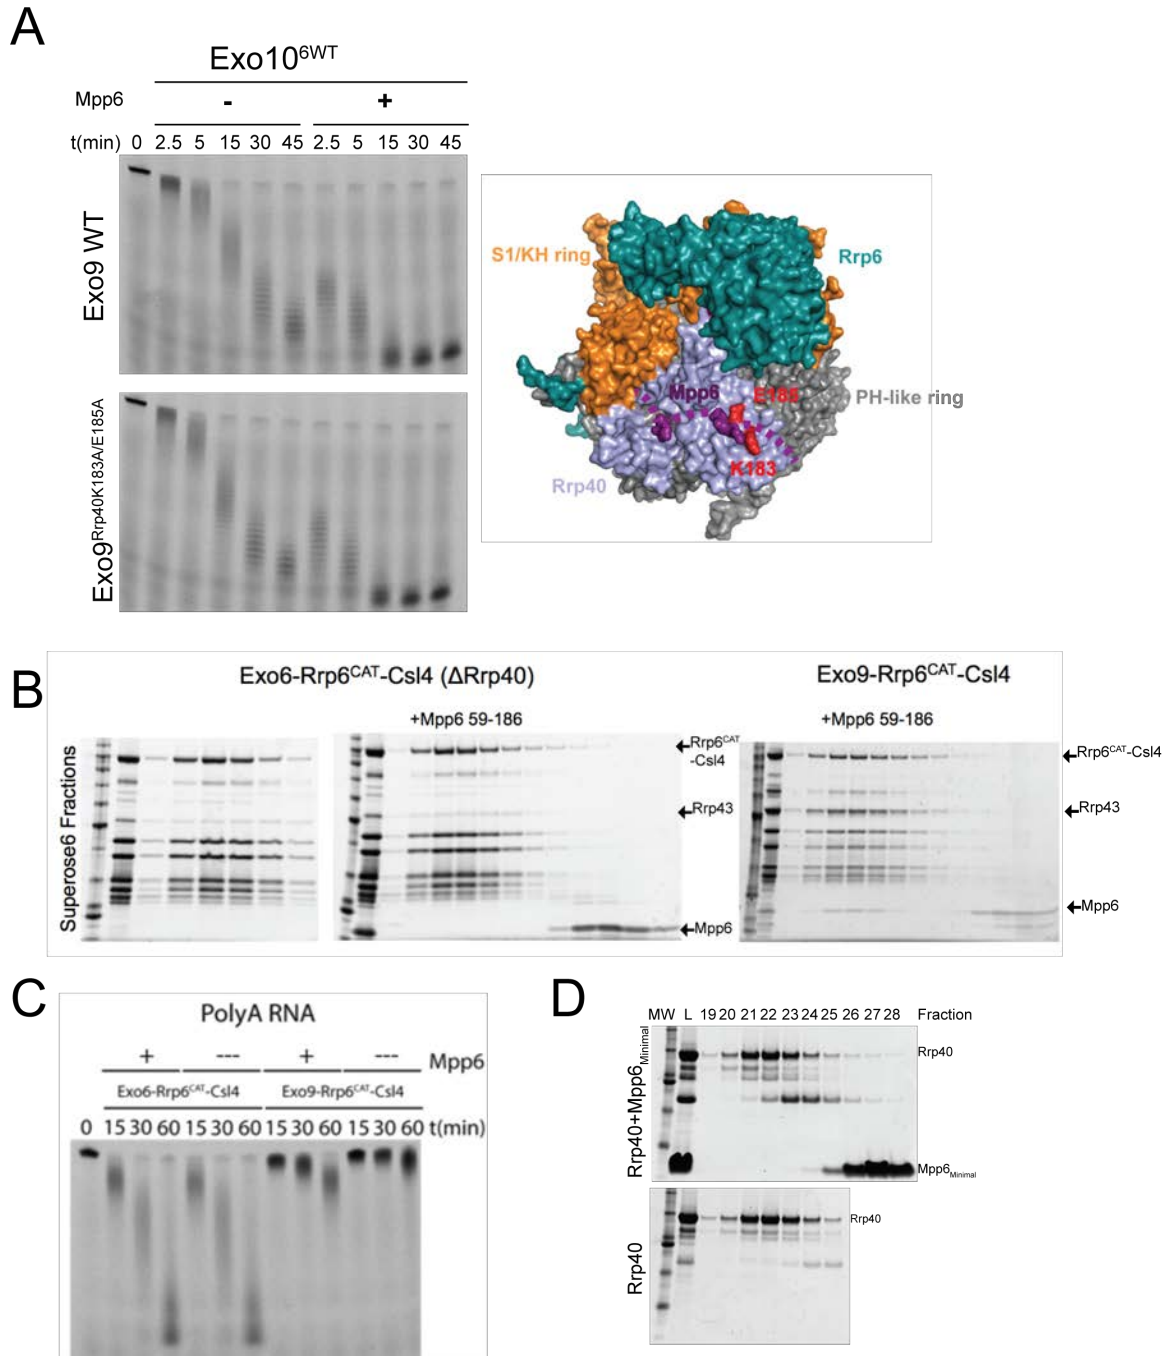 A
Exo10^6WT
Mpp6 - +
t(min) 0 2.5 5 15 30 45 2.5 5 15 30 45
Exo9 WT
Exo9^Rrp40K183A/E185A
S1/KH ring
Rrp6
Mpp6
E185
PH-like ring
K183
Rrp40
B
Exo6-Rrp6^CAT-Csl4 (ΔRrp40)
Exo9-Rrp6^CAT-Csl4
+Mpp6 59-186
+Mpp6 59-186
Superose6 Fractions
Rrp6^CAT
-Csl4
Rrp43
Mpp6
Rrp6^CAT-Csl4
Rrp43
Mpp6
C
PolyA RNA
+ --- + --- Mpp6
Exo6-Rrp6^CAT-Csl4 Exo9-Rrp6^CAT-Csl4
0 15 30 60 15 30 60 15 30 60 15 30 60 t(min)
D
MW L 19 20 21 22 23 24 25 26 27 28 Fraction
Rrp40+Mpp6_Minimal
Rrp40
Mpp6_Minimal
Rrp40
Rrp40